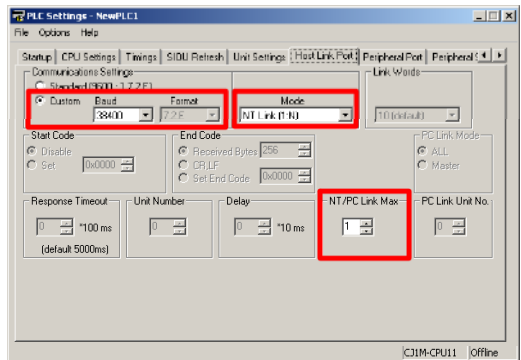 PLC Settings - NewPLC1
File Options Help
Startup CPU Settings Timings SIOU Refresh Unit Settings Host Link Port Peripheral Port Peripheral S
Communications Settings
Link Words
Standard (9600 ; 1,7,2,E)
Custom Baud Format Mode
38400 7,2,E NT Link (1:N) 10 (default)
Start Code End Code PC Link Mode
Disable Received Bytes 256 ALL
Set 0x0000 CR,LF Master
Set End Code 0x0000
Response Timeout Unit Number Delay NT/PC Link Max PC Link Unit No.
0 *100 ms 0 0 *10 ms 1 0
(default 5000ms)
CJ1M-CPU11 Offline